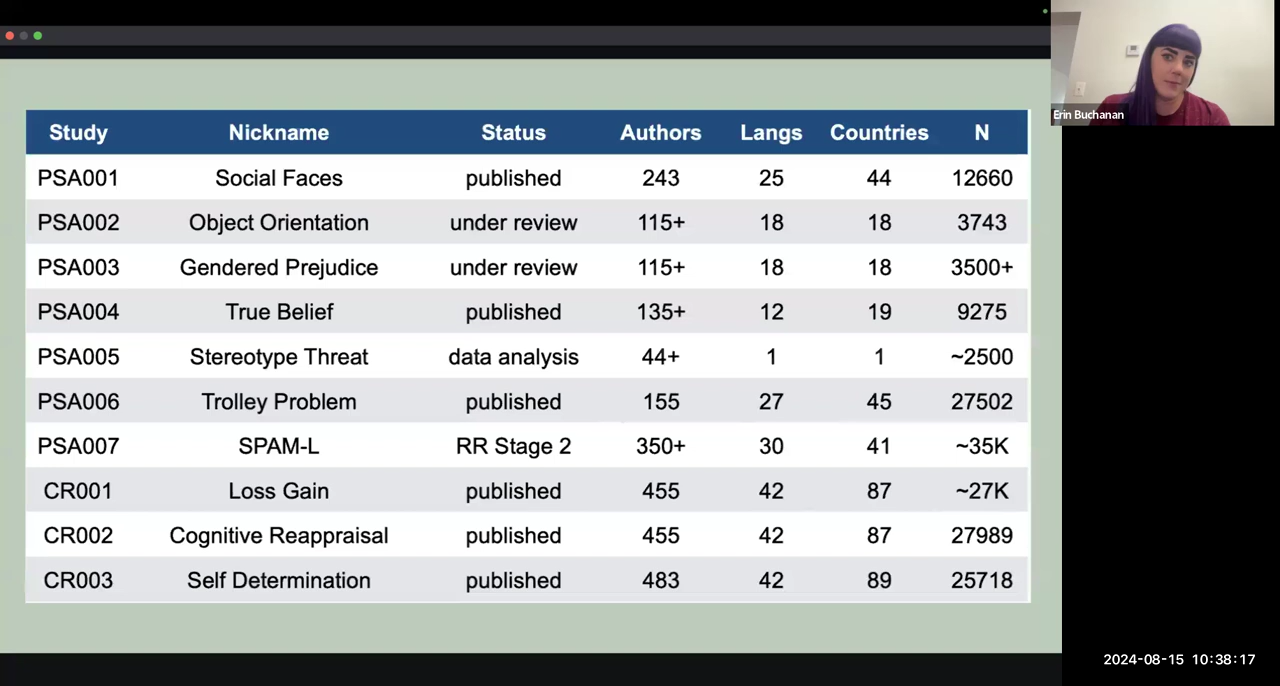 Study Nickname Status Authors Langs Countries N
PSA001 Social Faces published 243 25 44 12660
PSA002 Object Orientation under review 115+ 18 18 3743
PSA003 Gendered Prejudice under review 115+ 18 18 3500+
PSA004 True Belief published 135+ 12 19 9275
PSA005 Stereotype Threat data analysis 44+ 1 1 ~2500
PSA006 Trolley Problem published 155 27 45 27502
PSA007 SPAM-L RR Stage 2 350+ 30 41 ~35K
CR001 Loss Gain published 455 42 87 ~27K
CR002 Cognitive Reappraisal published 455 42 87 27989
CR003 Self Determination published 483 42 89 25718
Erin Buchanan
2024-08-15 10:38:17